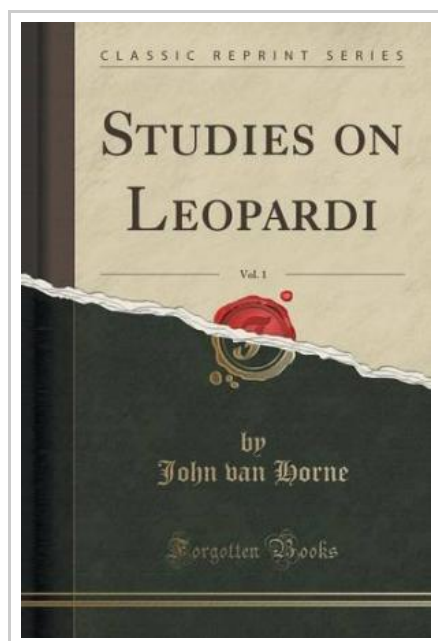 CLASSIC REPRINT SERIES
STUDIES ON
LEOPARDI
Vol. 1
by
John van Horne
Forgotten Books